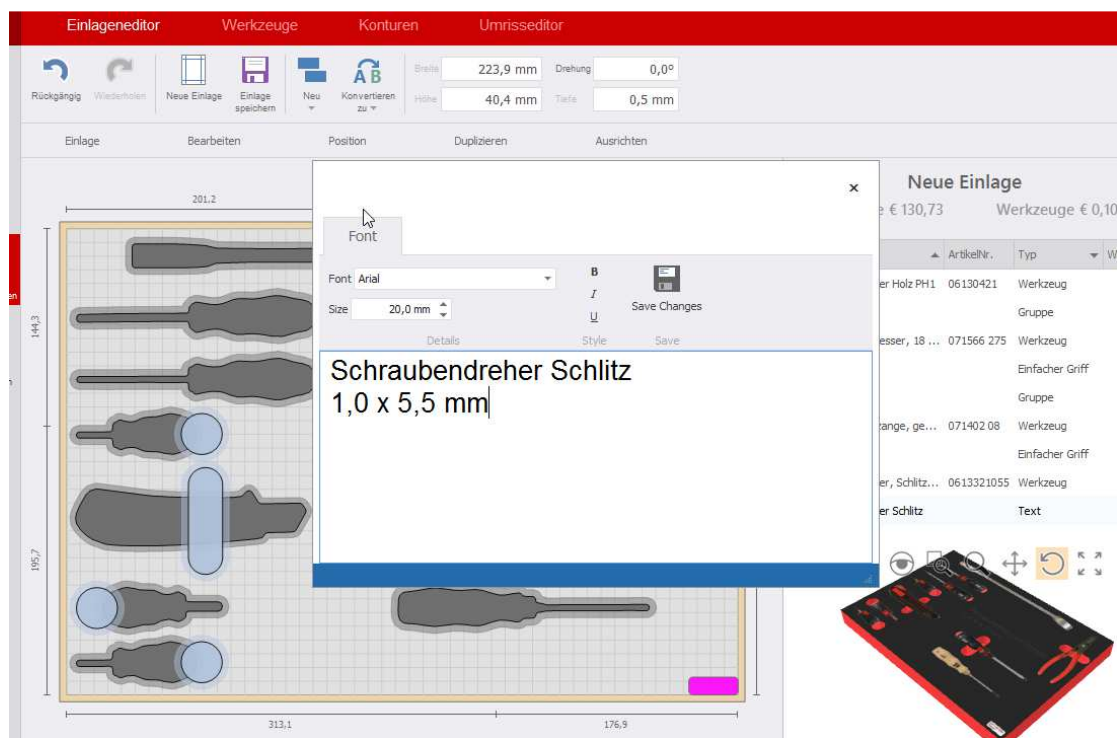 Einlageneditor Werkzeuge Konturen Umrisseditor
Rückgängig Wiederholen Neue Einlage Einlage speichern Neu Konvertieren zu
Breite 223,9 mm Drehung 0,0º
Höhe 40,4 mm Tiefe 0,5 mm
Einlage Bearbeiten Position Duplizieren Ausrichten
Neue Einlage
€ 130,73 Werkzeuge € 0,10
ArtikelNr. Typ W
er Holz PH1 06130421 Werkzeug
Gruppe
esser, 18 ... 071566 275 Werkzeug
Einfacher Griff
Gruppe
ange, ge... 071402 08 Werkzeug
Einfacher Griff
er, Schlitz... 0613321055 Werkzeug
er Schlitz Text
201,2
144,3
195,7
313,1
176,9
×
Font
Font Arial
Size 20,0 mm
B
I
U
Save Changes
Details Style Save
Schraubendreher Schlitz
1,0 x 5,5 mm